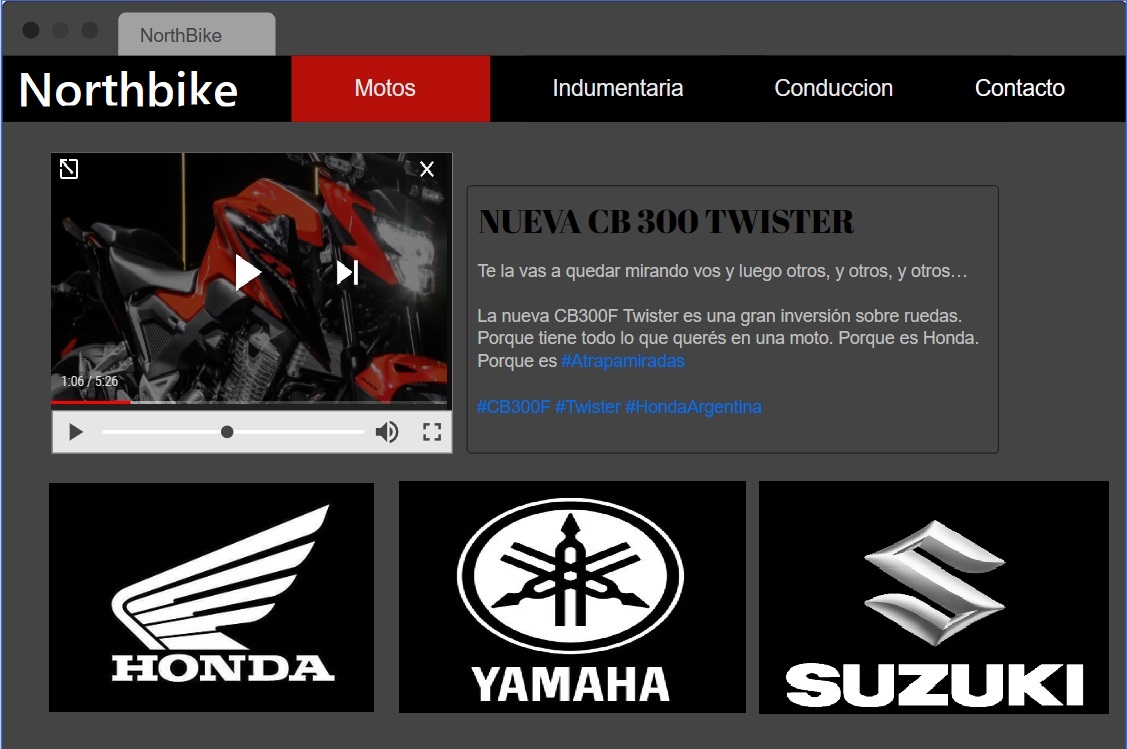 NorthBike
Northbike
Motos
Indumentaria
Conduccion
Contacto
X
1:06 / 5:26
NUEVA CB 300 TWISTER
Te la vas a quedar mirando vos y luego otros, y otros, y otros…
La nueva CB300F Twister es una gran inversión sobre ruedas.
Porque tiene todo lo que querés en una moto. Porque es Honda.
Porque es #Atrapamiradas
#CB300F #Twister #HondaArgentina
HONDA
YAMAHA
SUZUKI